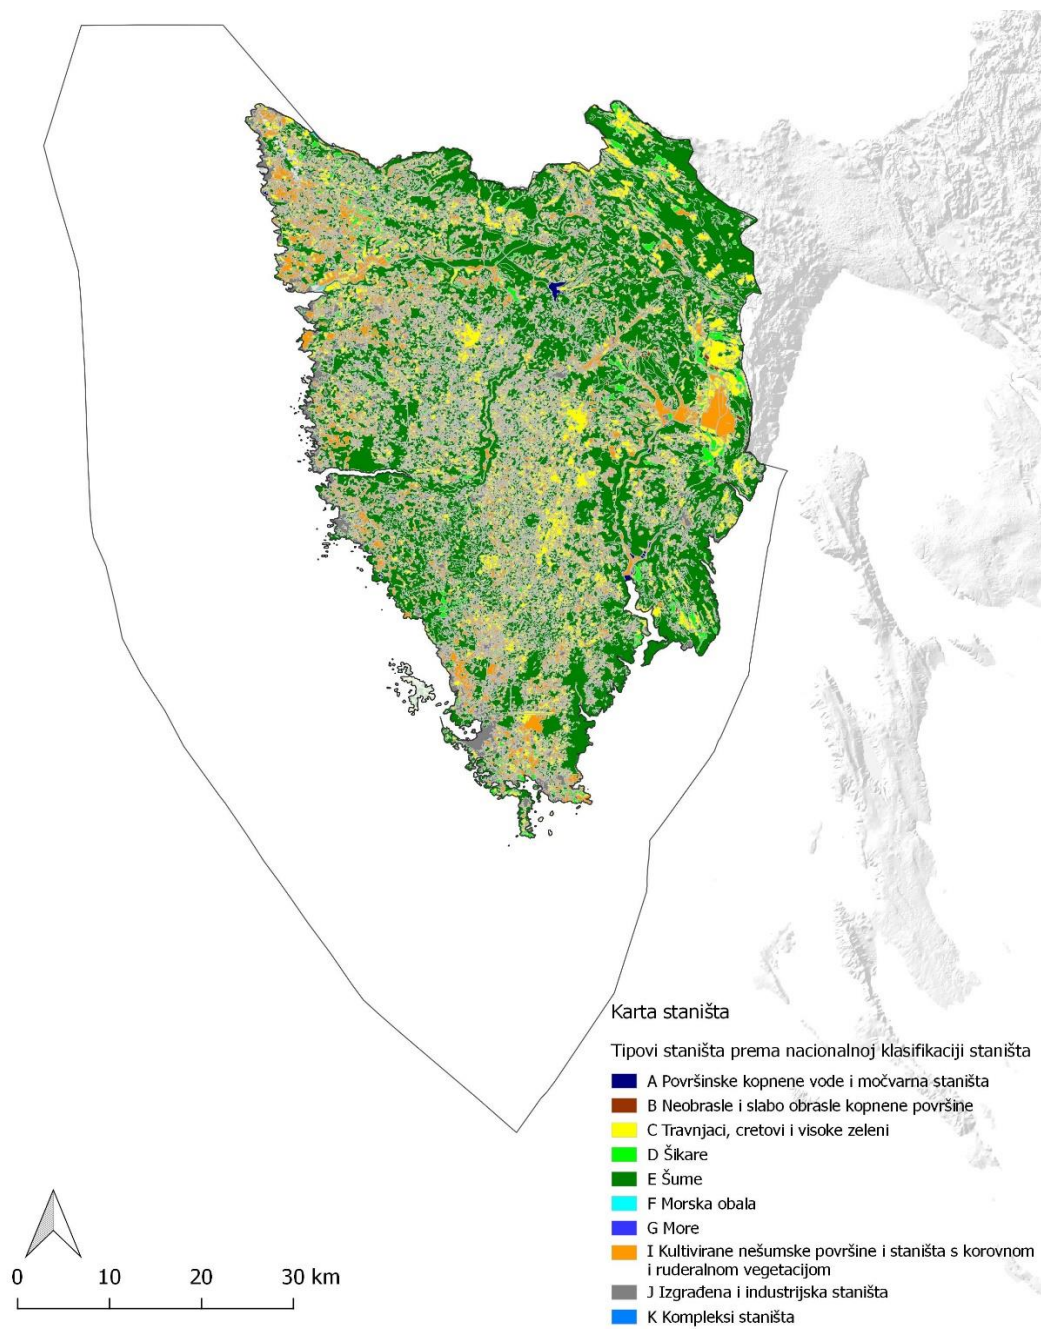 Karta staništa
Tipovi staništa prema nacionalnoj klasifikaciji staništa
A Površinske kopnene vode i močvarna staništa
B Neobrasle i slabo obrasle kopnene površine
C Travnjaci, cretovi i visoke zeleni
D Šikare
E Šume
F Morska obala
G More
I Kultivirane nešumske površine i staništa s korovnom
i ruderalnom vegetacijom
J Izgrađena i industrijska staništa
K Kompleksi staništa
0 10 20 30 km